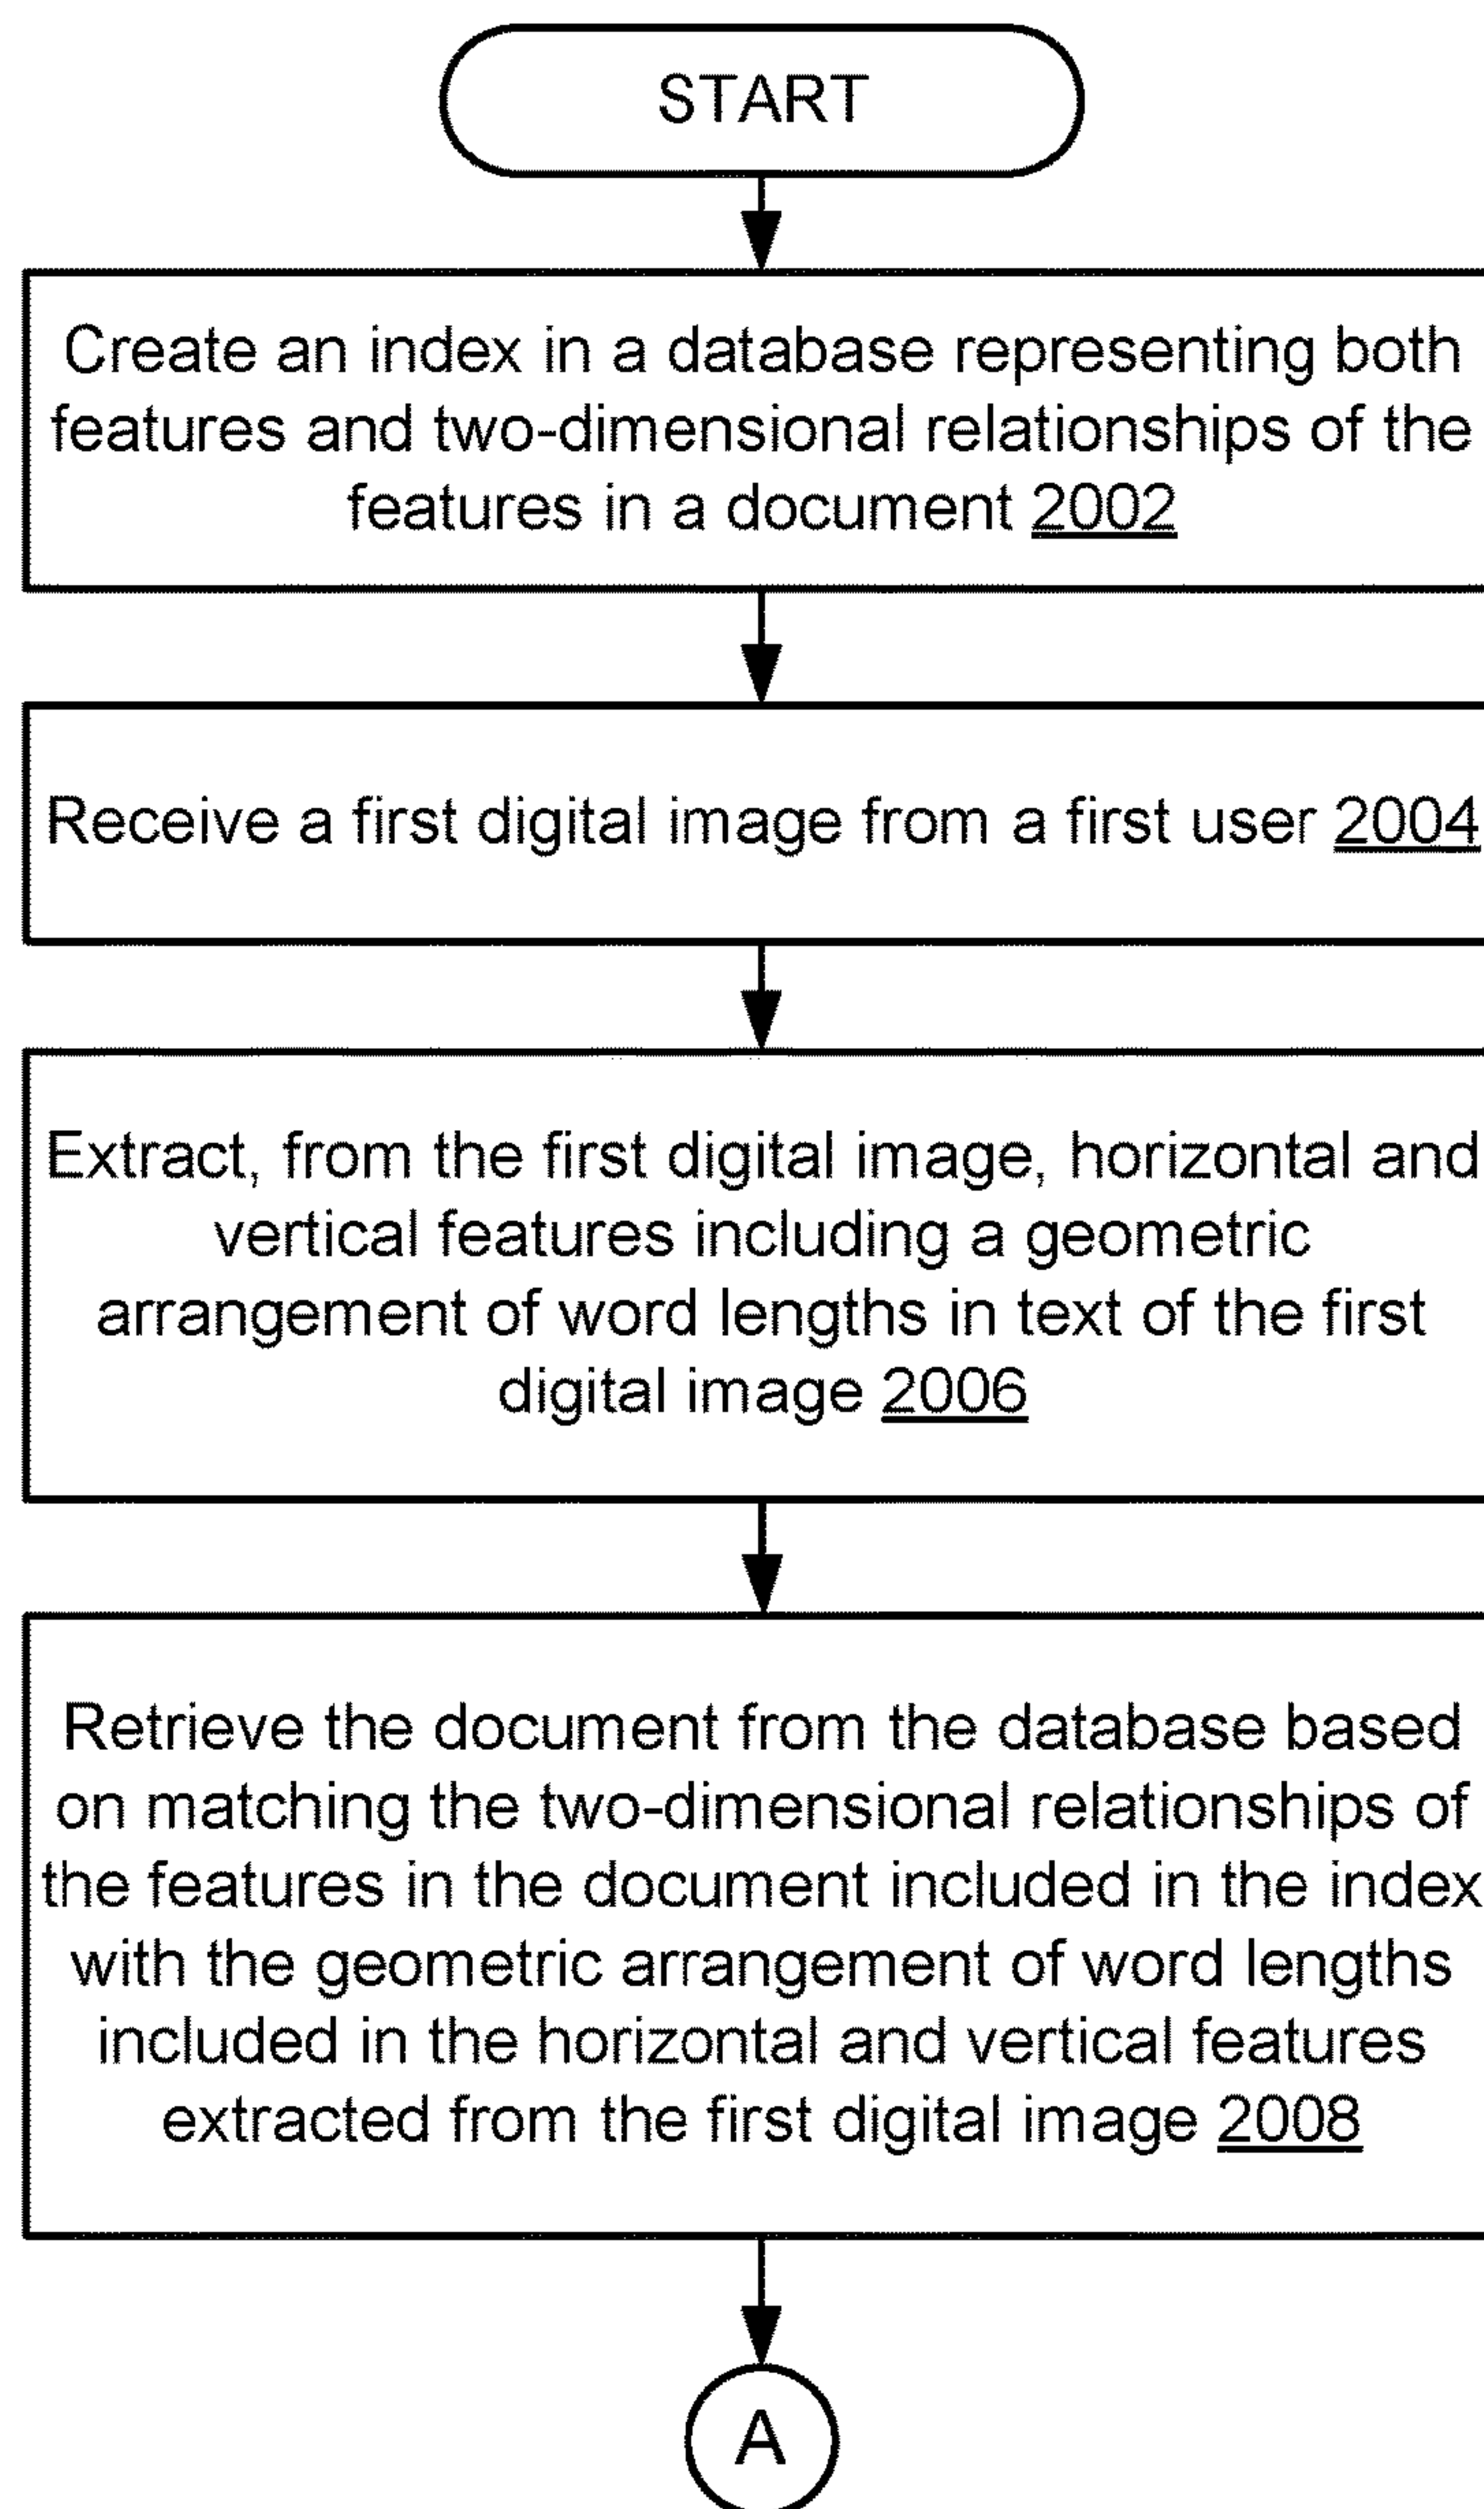 START
Create an index in a database representing both
features and two-dimensional relationships of the
features in a document 2002
Receive a first digital image from a first user 2004
Extract, from the first digital image, horizontal and
vertical features including a geometric
arrangement of word lengths in text of the first
digital image 2006
Retrieve the document from the database based
on matching the two-dimensional relationships of
the features in the document included in the index
with the geometric arrangement of word lengths
included in the horizontal and vertical features
extracted from the first digital image 2008
A